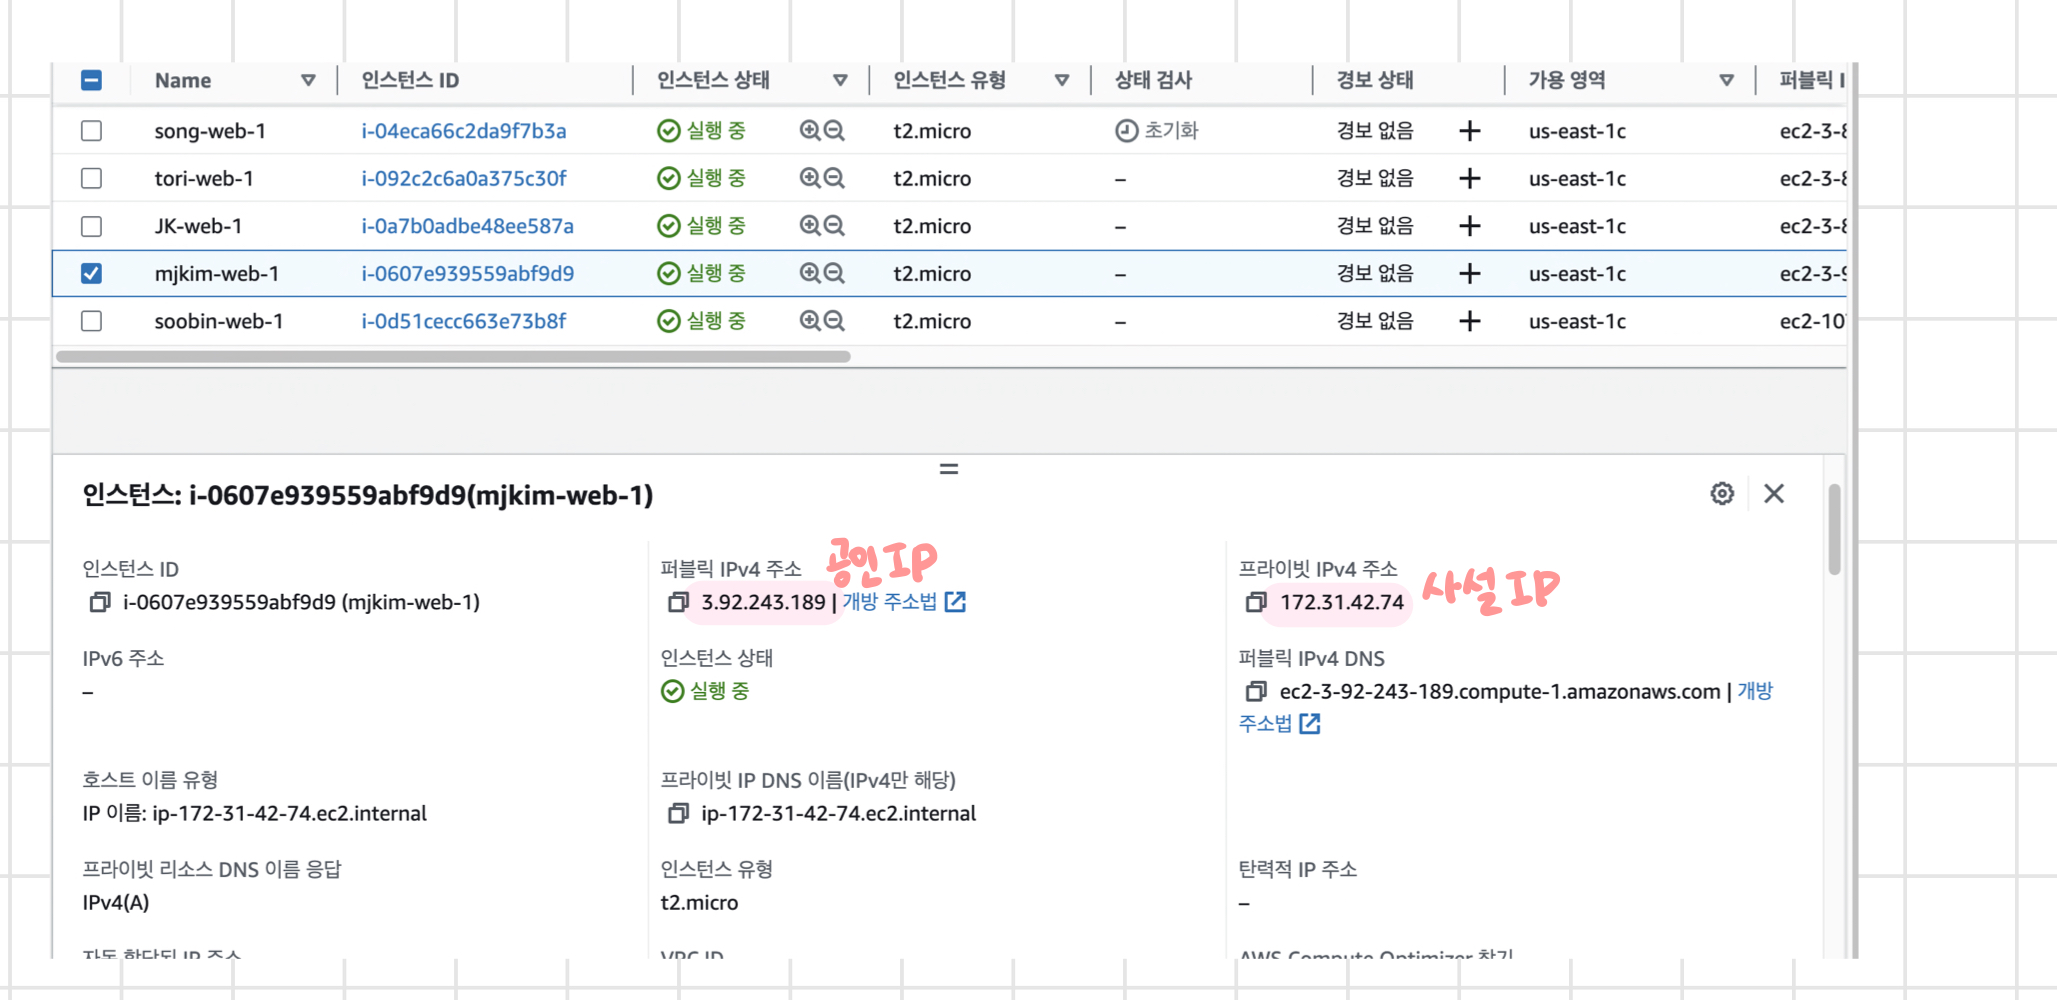 Name 인스턴스 ID 인스턴스 상태 인스턴스 유형 상태 검사 경보 상태 가용 영역 퍼블릭
song-web-1 i-04eca66c2da9f7b3a 실행 중 t2.micro 초기화 경보 없음 + us-east-1c ec2-3-8
tori-web-1 i-092c2c6a0a375c30f 실행 중 t2.micro – 경보 없음 + us-east-1c ec2-3-8
JK-web-1 i-0a7b0adbe48ee587a 실행 중 t2.micro – 경보 없음 + us-east-1c ec2-3-8
mjkim-web-1 i-0607e939559abf9d9 실행 중 t2.micro – 경보 없음 + us-east-1c ec2-3-9
soobin-web-1 i-0d51cecc663e73b8f 실행 중 t2.micro – 경보 없음 + us-east-1c ec2-10
인스턴스: i-0607e939559abf9d9(mjkim-web-1)
인스턴스 ID
i-0607e939559abf9d9 (mjkim-web-1)
퍼블릭 IPv4 주소 공인IP
3.92.243.189 | 개방 주소법
프라이빗 IPv4 주소 사설IP
172.31.42.74
IPv6 주소
–
인스턴스 상태
실행 중
퍼블릭 IPv4 DNS
ec2-3-92-243-189.compute-1.amazonaws.com | 개방
주소법
호스트 이름 유형
IP 이름: ip-172-31-42-74.ec2.internal
프라이빗 IP DNS 이름(IPv4만 해당)
ip-172-31-42-74.ec2.internal
프라이빗 리소스 DNS 이름 응답
IPv4(A)
인스턴스 유형
t2.micro
탄력적 IP 주소
–
자동 할당된 IP 주소
VPC ID
AWS Compute Optimizer 찾기